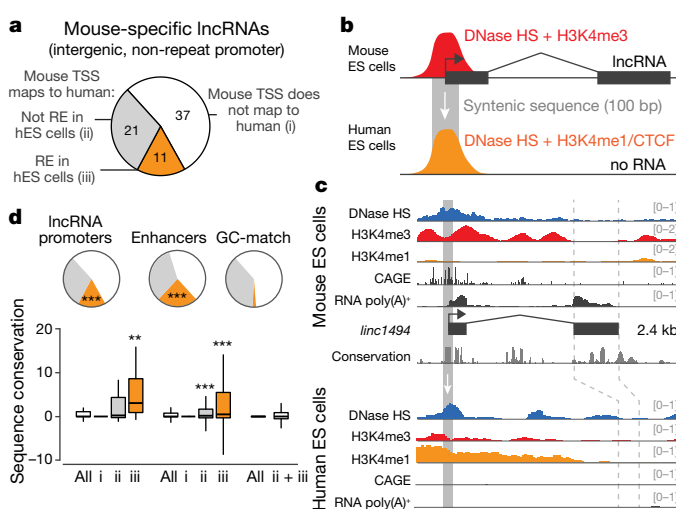 a
Mouse-specific lncRNAs
(intergenic, non-repeat promoter)
Mouse TSS
maps to human:
Not RE in
hES cells (ii)
RE in
hES cells (iii)
37
21
11
Mouse TSS does
not map to
human (i)
b
DNase HS + H3K4me3
Mouse
ES cells
lncRNA
Syntenic sequence (100 bp)
Human
ES cells
DNase HS + H3K4me1/CTCF
no RNA
c
Mouse ES cells
DNase HS
[0–1]
H3K4me3
[0–2]
H3K4me1
[0–2]
CAGE
[0–1]
RNA poly(A)+
[0–1]
linc1494
2.4 kb
Conservation
Human ES cells
DNase HS
[0–1]
H3K4me3
[0–1]
H3K4me1
[0–1]
CAGE
[0–1]
RNA poly(A)+
[0–1]
d
lncRNA
promoters
Enhancers
GC-match
***
***
Sequence conservation
20
10
0
–10
**
***
***
All i ii iii
All i ii iii
All ii + iii